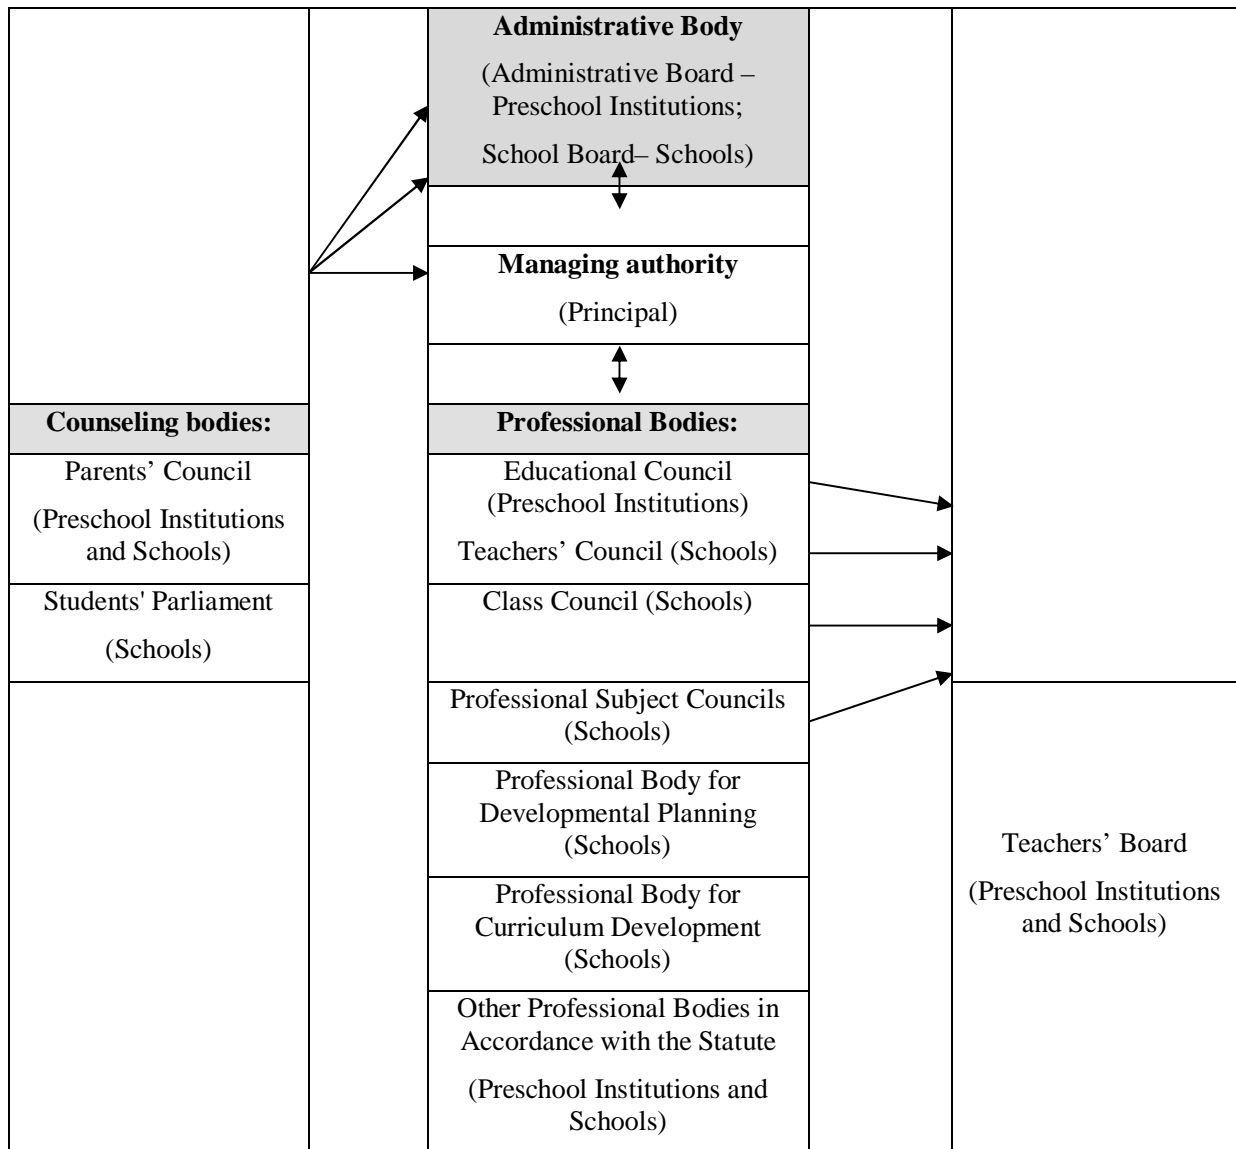 Administrative Body
(Administrative Board –
Preschool Institutions;
School Board– Schools)
Managing authority
(Principal)
Counseling bodies:
Parents’ Council
(Preschool Institutions
and Schools)
Students' Parliament
(Schools)
Professional Bodies:
Educational Council
(Preschool Institutions)
Teachers’ Council (Schools)
Class Council (Schools)
Professional Subject Councils
(Schools)
Professional Body for
Developmental Planning
(Schools)
Professional Body for
Curriculum Development
(Schools)
Other Professional Bodies in
Accordance with the Statute
(Preschool Institutions and
Schools)
Teachers’ Board
(Preschool Institutions
and Schools)